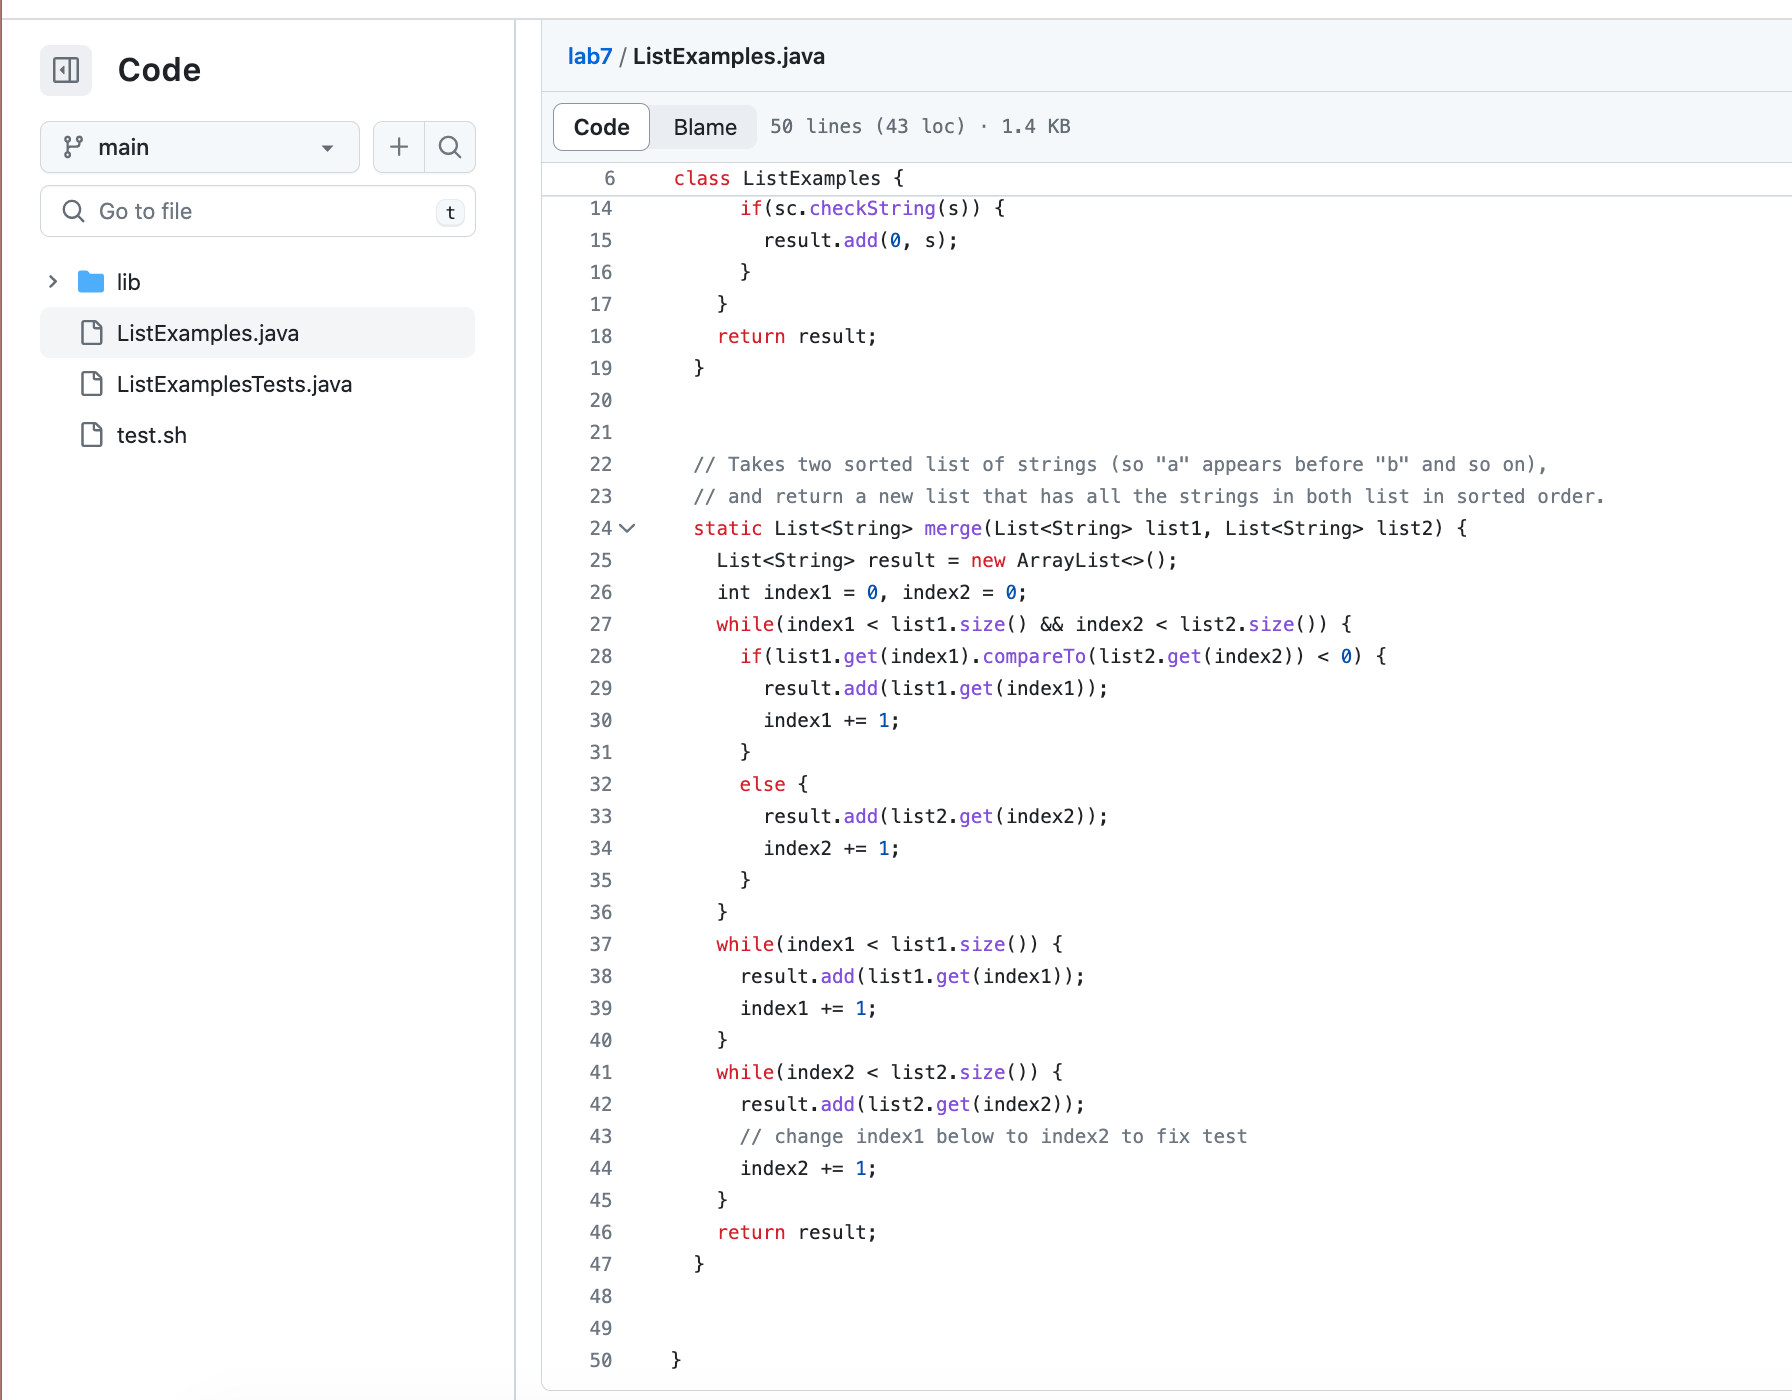 Code
main
Go to file
t
lib
ListExamples.java
ListExamplesTests.java
test.sh
lab7 / ListExamples.java
Code Blame 50 lines (43 loc) · 1.4 KB
6 class ListExamples {
14 if(sc.checkString(s)) {
15 result.add(0, s);
16 }
17 }
18 return result;
19 }
20
21
22 // Takes two sorted list of strings (so "a" appears before "b" and so on),
23 // and return a new list that has all the strings in both list in sorted order.
24 static List<String> merge(List<String> list1, List<String> list2) {
25 List<String> result = new ArrayList<>();
26 int index1 = 0, index2 = 0;
27 while(index1 < list1.size() && index2 < list2.size()) {
28 if(list1.get(index1).compareTo(list2.get(index2)) < 0) {
29 result.add(list1.get(index1));
30 index1 += 1;
31 }
32 else {
33 result.add(list2.get(index2));
34 index2 += 1;
35 }
36 }
37 while(index1 < list1.size()) {
38 result.add(list1.get(index1));
39 index1 += 1;
40 }
41 while(index2 < list2.size()) {
42 result.add(list2.get(index2));
43 // change index1 below to index2 to fix test
44 index2 += 1;
45 }
46 return result;
47 }
48
49
50 }